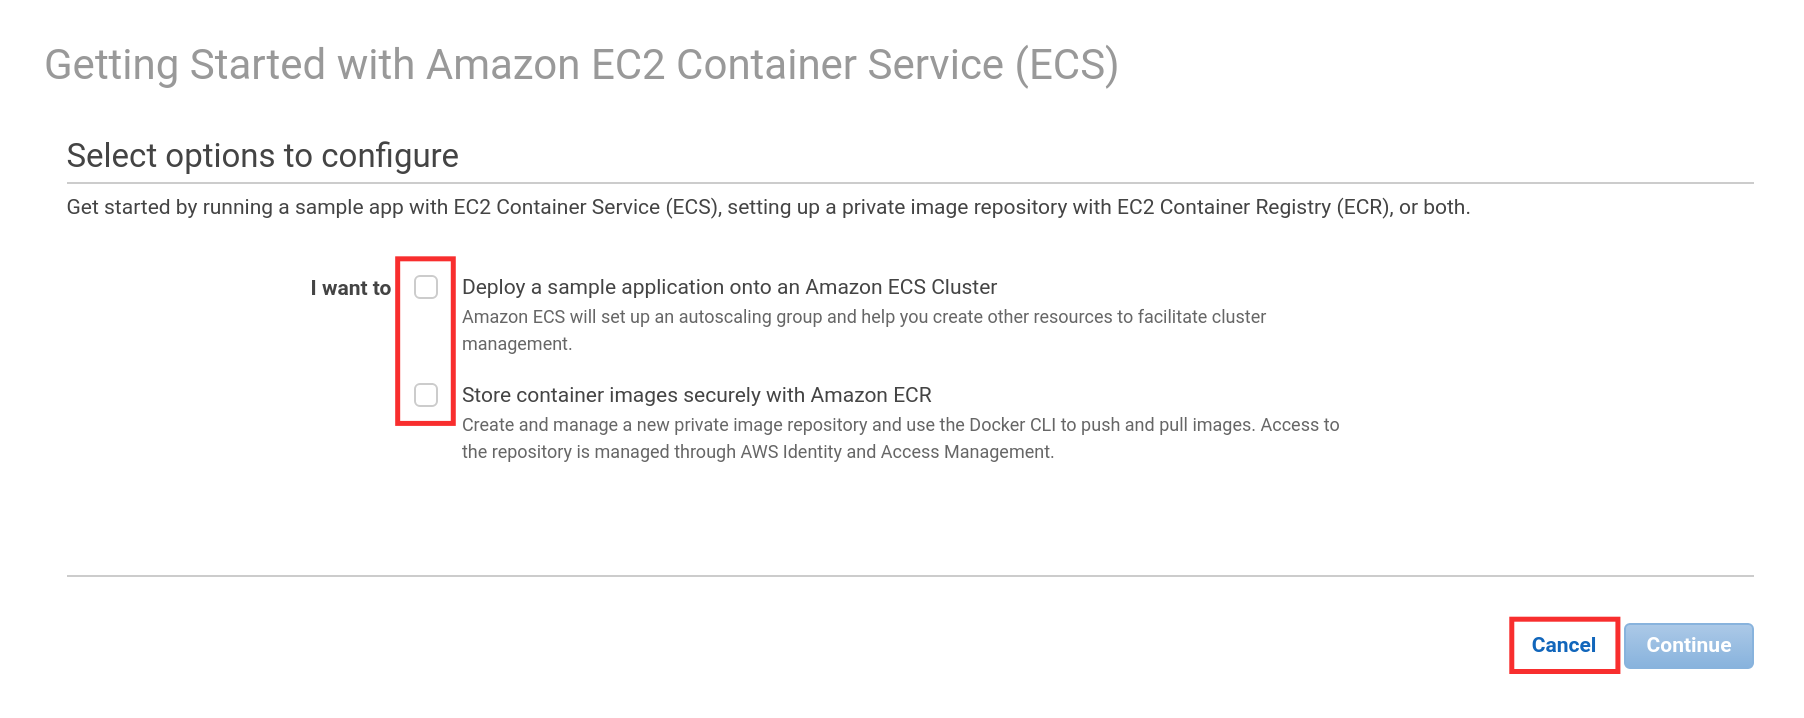 Getting Started with Amazon EC2 Container Service (ECS)
Select options to configure
Get started by running a sample app with EC2 Container Service (ECS), setting up a private image repository with EC2 Container Registry (ECR), or both.
I want to
Deploy a sample application onto an Amazon ECS Cluster
Amazon ECS will set up an autoscaling group and help you create other resources to facilitate cluster
management.
Store container images securely with Amazon ECR
Create and manage a new private image repository and use the Docker CLI to push and pull images. Access to
the repository is managed through AWS Identity and Access Management.
Cancel
Continue